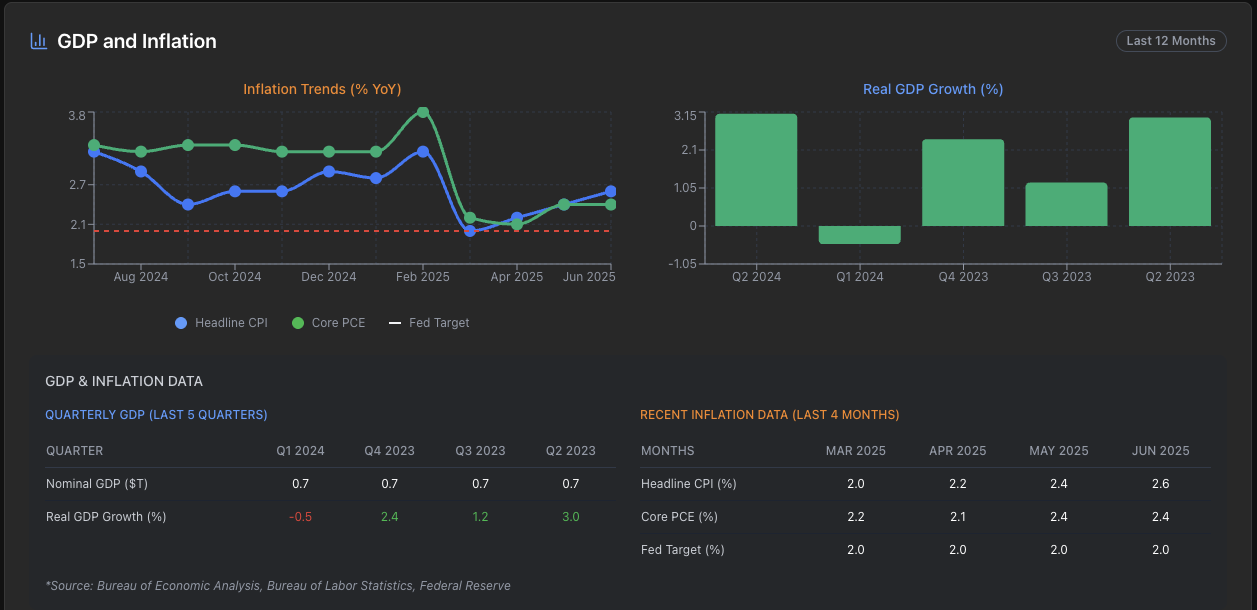 GDP and Inflation
Last 12 Months
Inflation Trends (% YoY)
3.8
2.7
2.1
1.5
Aug 2024 Oct 2024 Dec 2024 Feb 2025 Apr 2025 Jun 2025
Headline CPI Core PCE Fed Target
Real GDP Growth (%)
3.15
2.1
1.05
0
-1.05
Q2 2024 Q1 2024 Q4 2023 Q3 2023 Q2 2023
GDP & INFLATION DATA
QUARTERLY GDP (LAST 5 QUARTERS)
QUARTER Q1 2024 Q4 2023 Q3 2023 Q2 2023
Nominal GDP ($T) 0.7 0.7 0.7 0.7
Real GDP Growth (%) -0.5 2.4 1.2 3.0
RECENT INFLATION DATA (LAST 4 MONTHS)
MONTHS MAR 2025 APR 2025 MAY 2025 JUN 2025
Headline CPI (%) 2.0 2.2 2.4 2.6
Core PCE (%) 2.2 2.1 2.4 2.4
Fed Target (%) 2.0 2.0 2.0 2.0
*Source: Bureau of Economic Analysis, Bureau of Labor Statistics, Federal Reserve